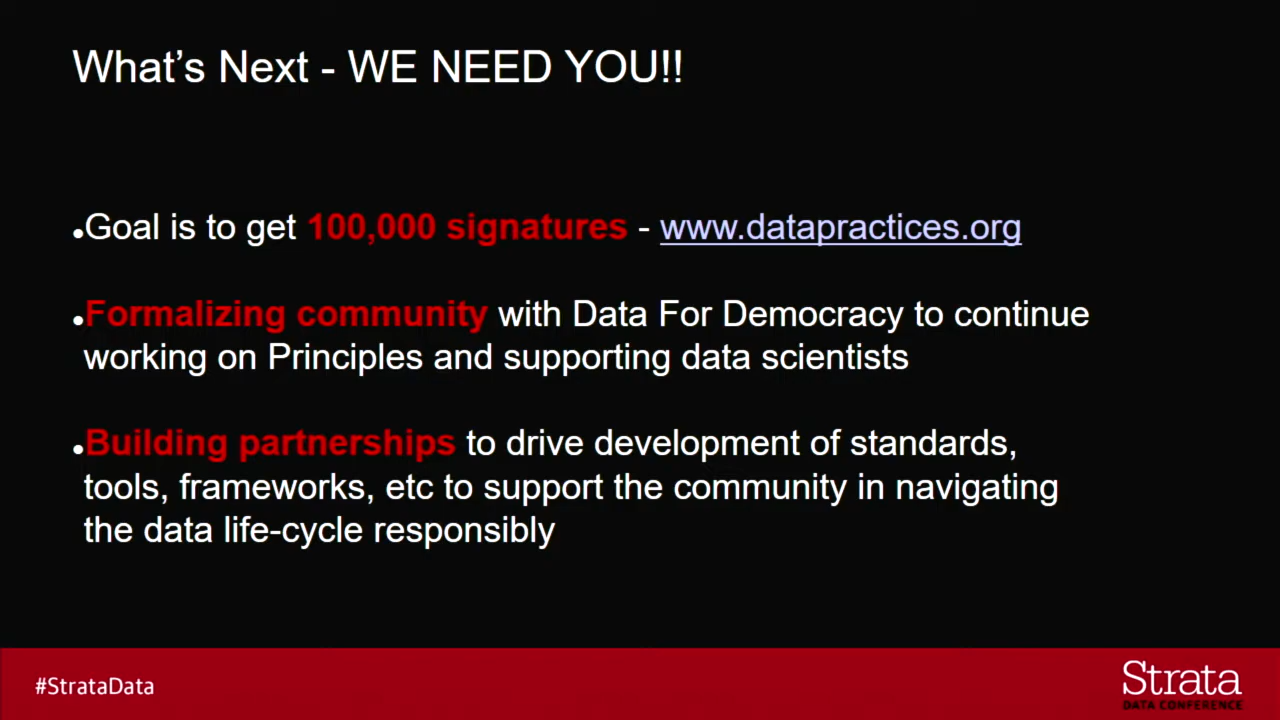 What’s Next - WE NEED YOU!!
•Goal is to get 100,000 signatures - www.datapractices.org
•Formalizing community with Data For Democracy to continue
working on Principles and supporting data scientists
•Building partnerships to drive development of standards,
tools, frameworks, etc to support the community in navigating
the data life-cycle responsibly
#StrataData
Strata
DATA CONFERENCE